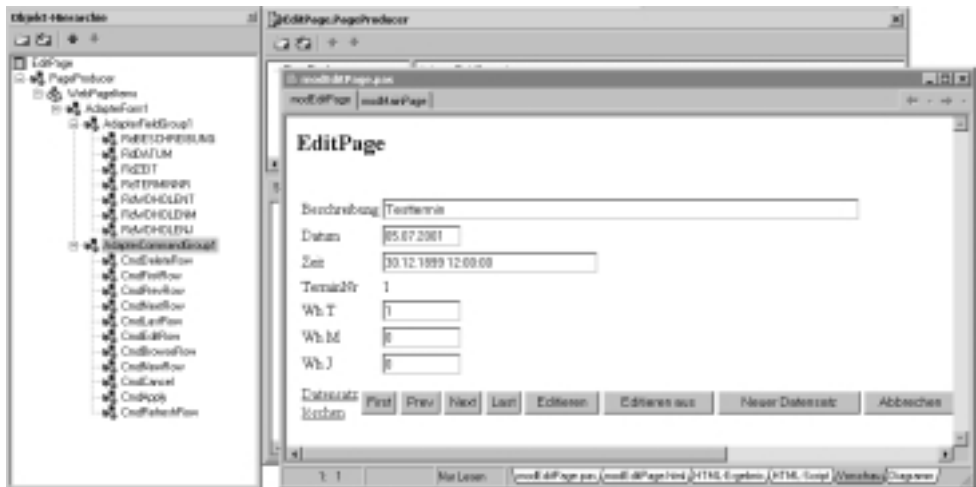 Objekt-Hierarchie
EditPage
PageProducer
WebPageItems
AdapterForm1
AdapterFieldGroup1
FldBESCHREIBUNG
FldDATUM
FldZEIT
FldTERMINNR
FldWDHOLENT
FldWDHOLENM
FldWDHOLENJ
AdapterCommandGroup1
CmdDeleteRow
CmdFirstRow
CmdPrevRow
CmdNextRow
CmdLastRow
CmdEditRow
CmdBrowseRow
CmdNewRow
CmdCancel
CmdApply
CmdRefreshRow
EditPage.PageProducer
modEditPage.pas
modEditPage modMainPage
EditPage
Beschreibung Testtermin
Datum 05.07.2001
Zeit 30.12.1899 12:00:00
TerminNr 1
Wh T 1
Wh M 0
Wh J 0
Datensatz löschen First Prev Next Last Editieren Editieren aus Neuer Datensatz Abbrechen
1: 1 Nur Lesen modEditPage.pas modEditPage.html HTML-Ergebnis HTML-Script Vorschau Diagramm